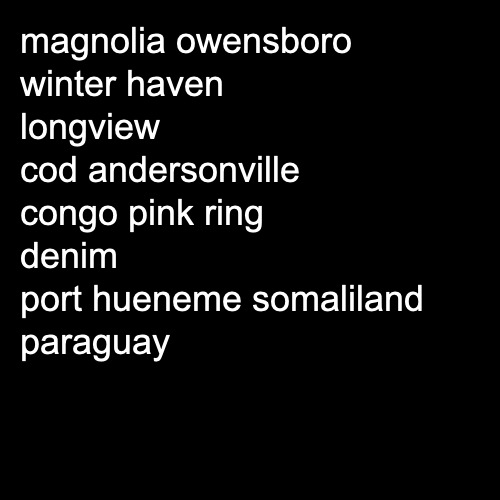 magnolia owensboro
winter haven
longview
cod andersonville
congo pink ring
denim
port hueneme somaliland
paraguay